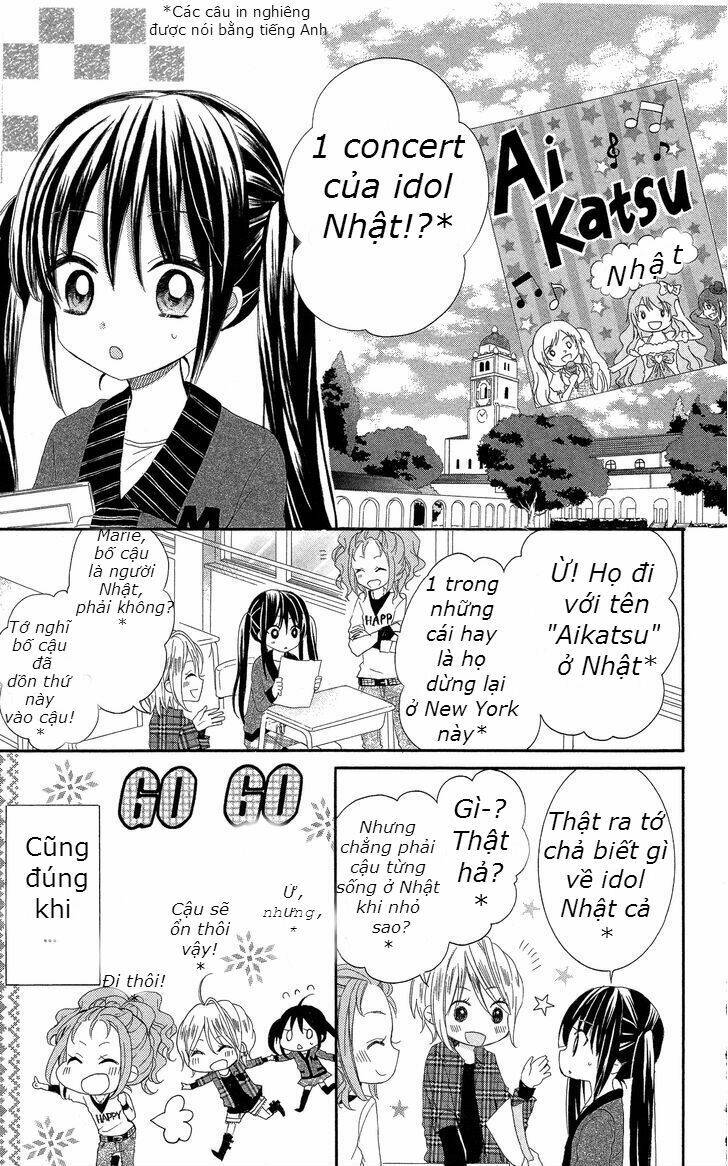 *Các câu in nghiêng
được nói bằng tiếng Anh
1 concert
của idol
Nhật!?*
Ai
Katsu
Nhật
M
Ừ! Họ đi
với tên
"Aikatsu"
ở Nhật*
1 trong
những
cái hay
là họ
dừng lại
ở New York
này*
HAPP
Marie,
bố cậu
là người
Nhật,
phải không?
*
Tớ nghĩ
bố cậu
đã
dồn thứ
này
vào cậu!
*
Thật ra tớ
chả biết gì
về idol
Nhật cả
*
Gì-?
Thật
hả?
*
Nhưng
chẳng phải
cậu từng
sống ở Nhật
khi nhỏ
sao?
*
GO GO
Ừ,
nhưng,
*
Cậu sẽ
ổn thôi
vậy!
*
Đi thôi!
HAPPY
Cũng
đúng
khi
...